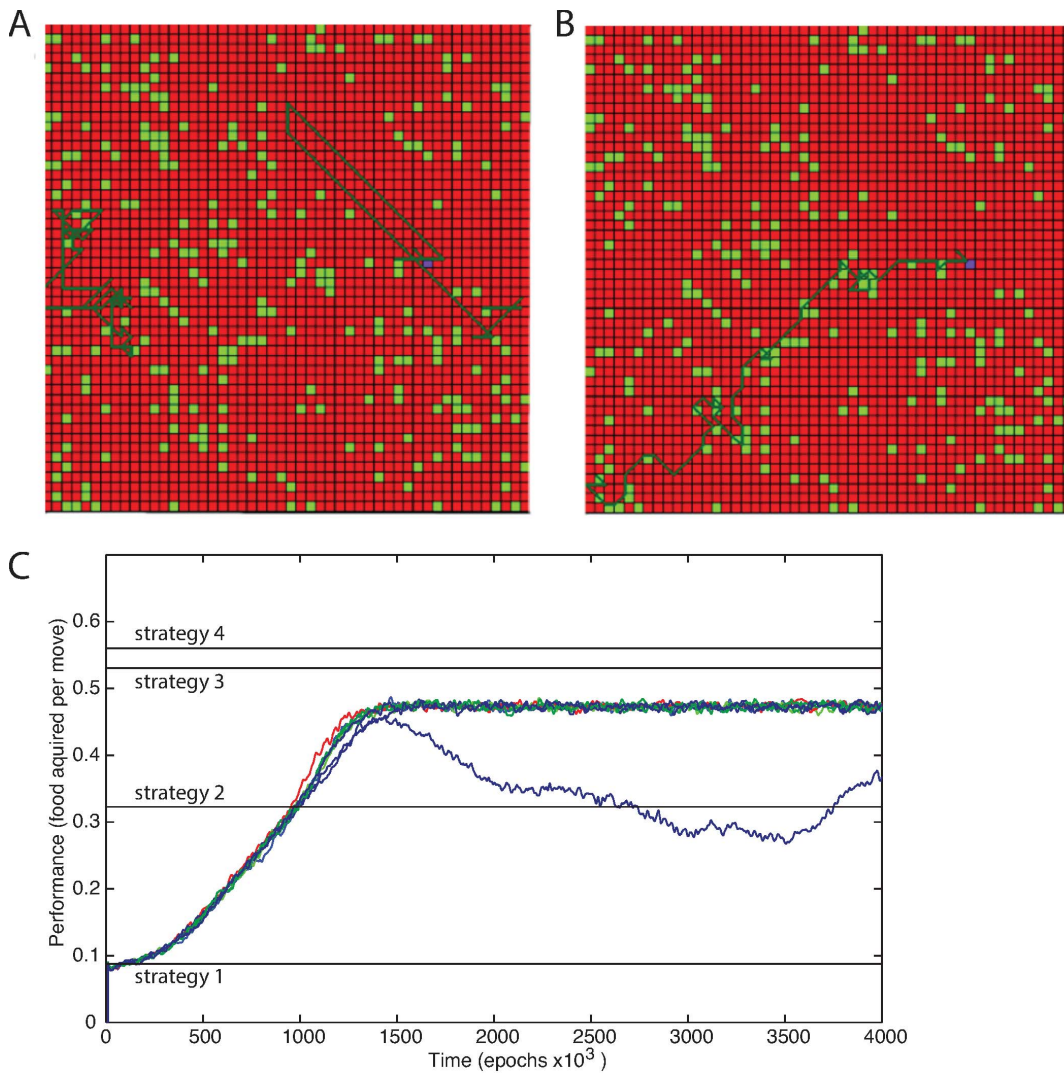 A
B
C
0.6
0.5
0.4
0.3
0.2
0.1
0
Performance (food aquired per move)
strategy 4
strategy 3
strategy 2
strategy 1
0 500 1000 1500 2000 2500 3000 3500 4000
Time (epochs x10³ )